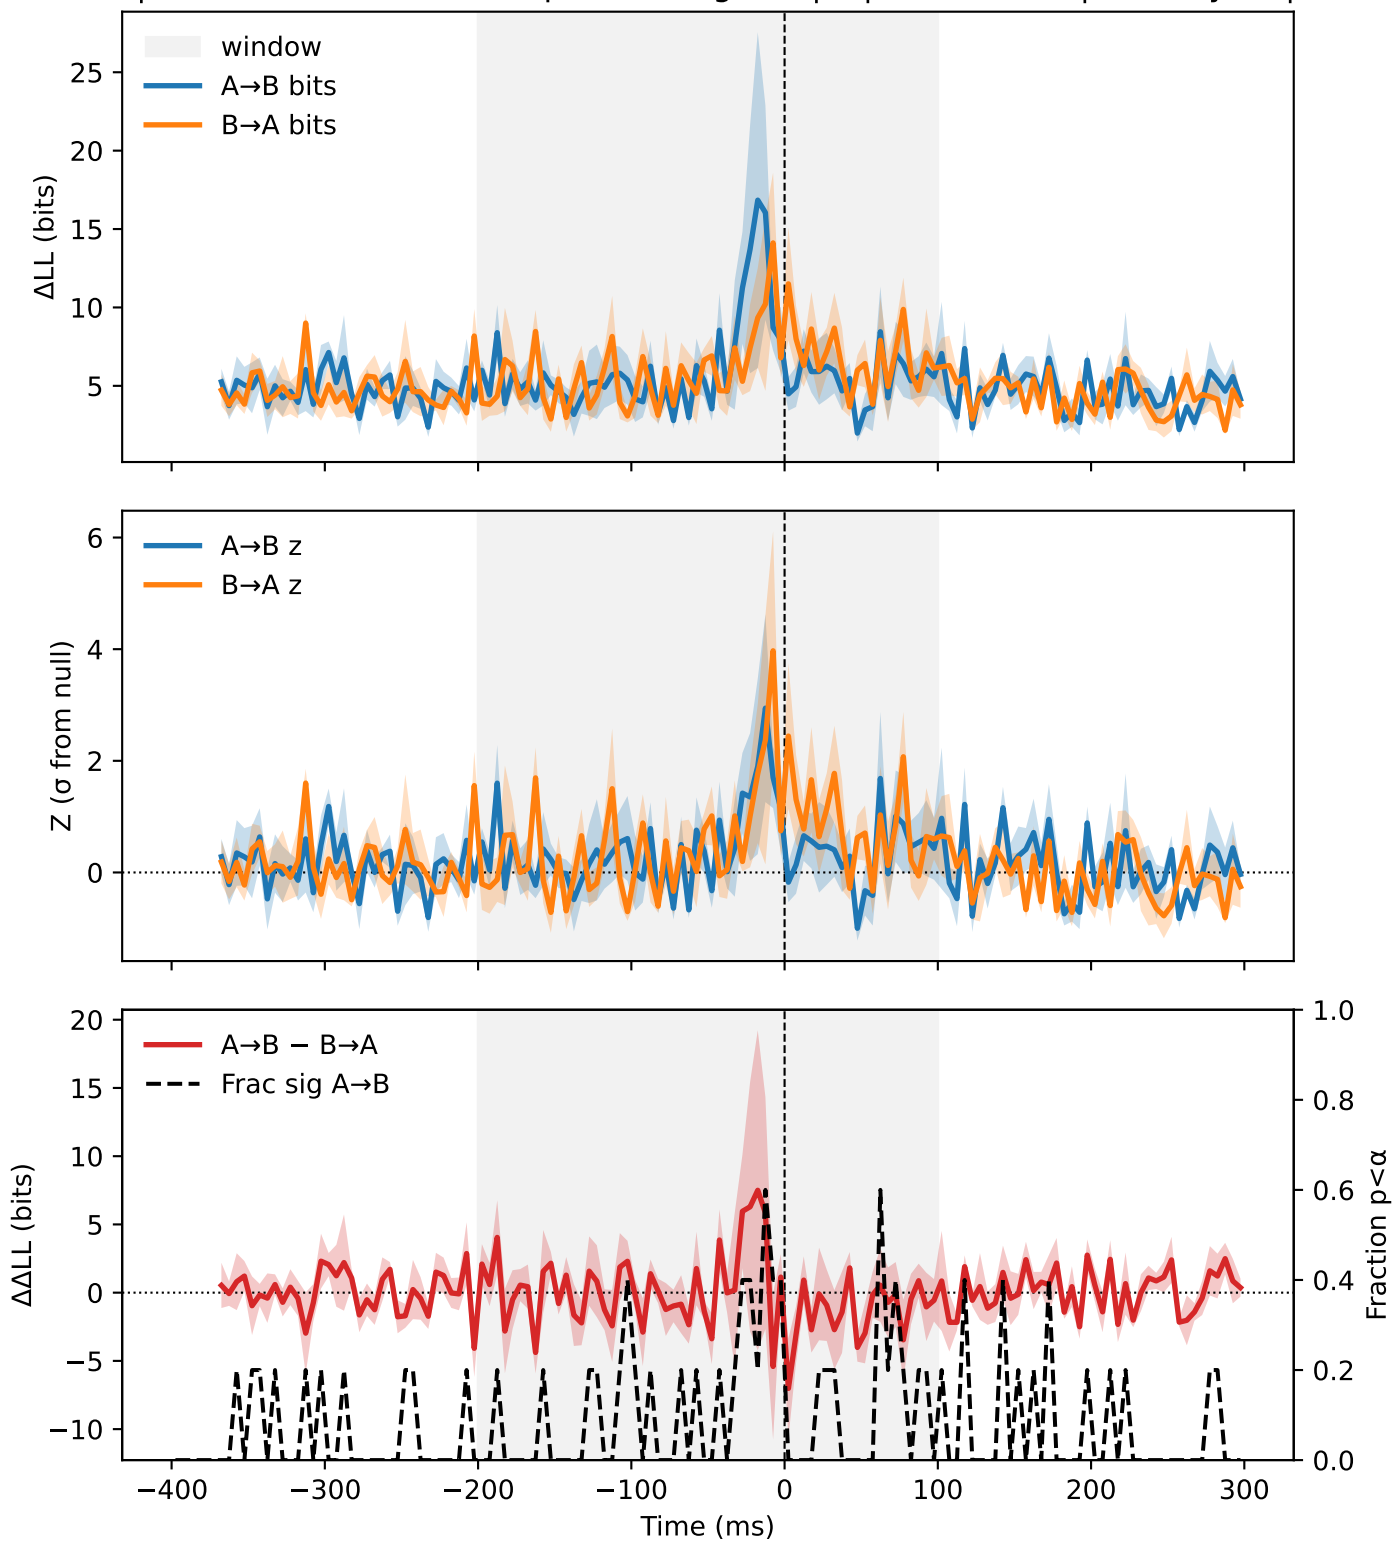 window
A→B bits
B→A bits
25
20
15
10
5
ΔLL (bits)
A→B z
B→A z
6
4
2
0
Z (σ from null)
A→B − B→A
Frac sig A→B
20
15
10
5
0
−5
−10
ΔΔLL (bits)
1.0
0.8
0.6
0.4
0.2
0.0
Fraction p<α
−400 −300 −200 −100 0 100 200 300
Time (ms)